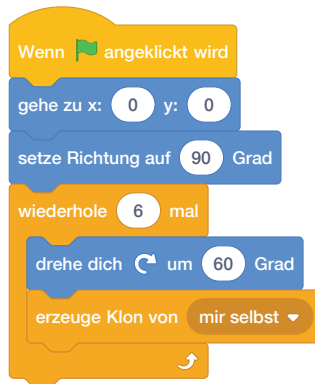 Wenn angeklickt wird
gehe zu x: 0 y: 0
setze Richtung auf 90 Grad
wiederhole 6 mal
drehe dich um 60 Grad
erzeuge Klon von mir selbst